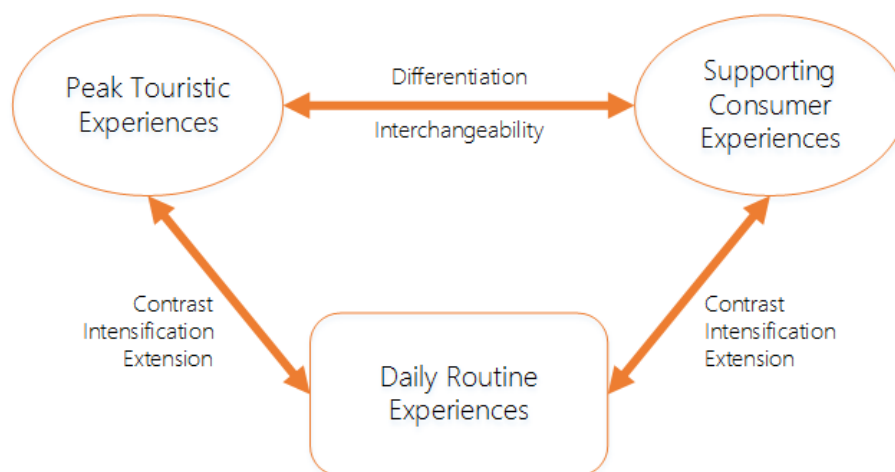 Peak Touristic
Experiences
Differentiation
Interchangeability
Supporting
Consumer
Experiences
Contrast
Intensification
Extension
Daily Routine
Experiences
Contrast
Intensification
Extension